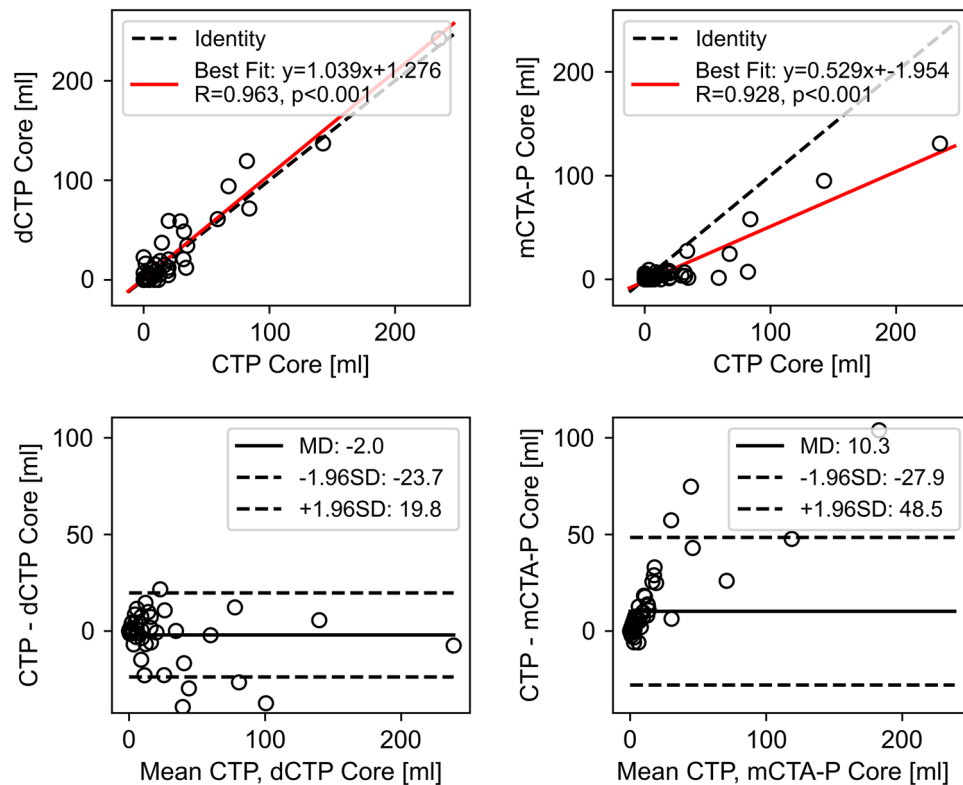 Identity
Best Fit: y=1.039x+1.276
R=0.963, p<0.001
dCTP Core [ml]
200
100
0
0 100 200
CTP Core [ml]
Identity
Best Fit: y=0.529x+-1.954
R=0.928, p<0.001
mCTA-P Core [ml]
200
100
0
0 100 200
CTP Core [ml]
MD: -2.0
-1.96SD: -23.7
+1.96SD: 19.8
CTP - dCTP Core [ml]
100
50
0
0 100 200
Mean CTP, dCTP Core [ml]
MD: 10.3
-1.96SD: -27.9
+1.96SD: 48.5
CTP - mCTA-P Core [ml]
100
50
0
0 100 200
Mean CTP, mCTA-P Core [ml]